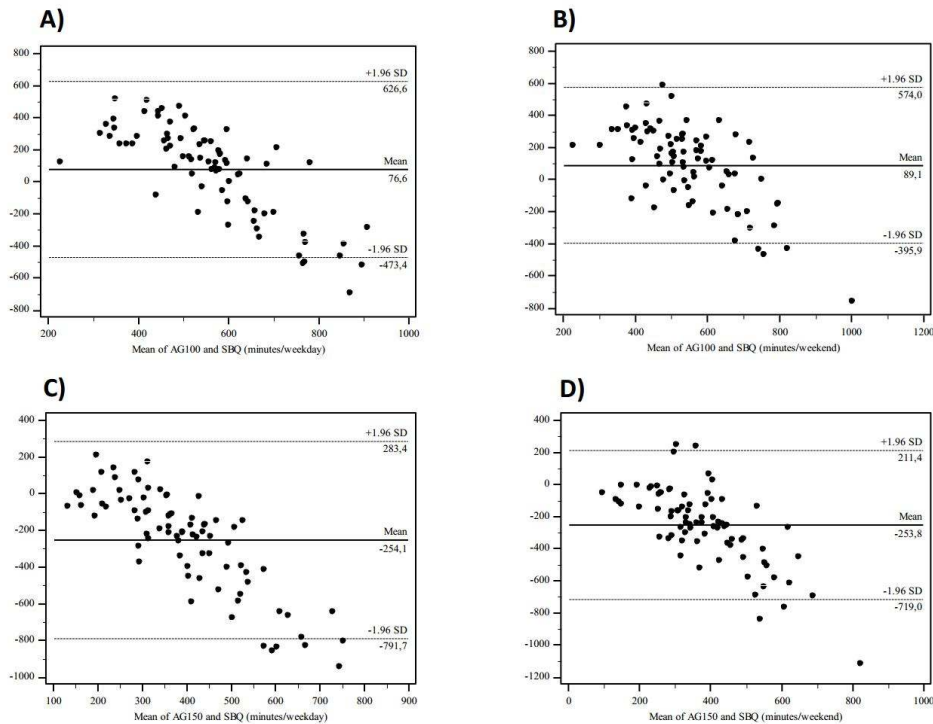 A)
800
600
400
200
0
-200
-400
-600
-800
200 400 600 800 1000
Mean of AG100 and SBQ (minutes/weekday)
+1.96 SD
626,6
Mean
76,6
-1.96 SD
-473,4
B)
800
600
400
200
0
-200
-400
-600
-800
200 400 600 800 1000 1200
Mean of AG100 and SBQ (minutes/weekend)
+1.96 SD
574,0
Mean
89,1
-1.96 SD
-395,9
C)
400
200
0
-200
-400
-600
-800
-1000
100 200 300 400 500 600 700 800
Mean of AG150 and SBQ (minutes/weekday)
+1.96 SD
283,4
Mean
-254,1
-1.96 SD
-791,7
D)
400
200
0
-200
-400
-600
-800
-1000
-1200
0 200 400 600 800 1000
Mean of AG150 and SBQ (minutes/weekend)
+1.96 SD
211,4
Mean
-253,8
-1.96 SD
-719,0